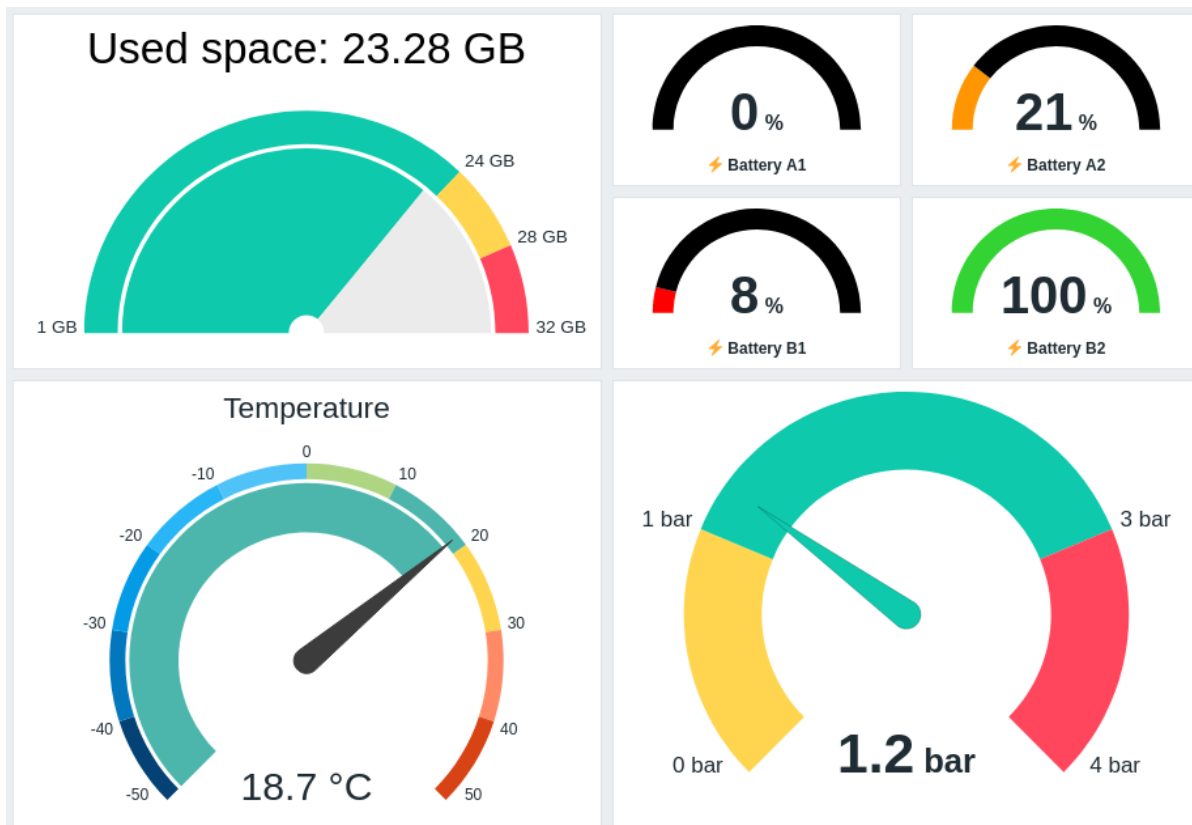 Used space: 23.28 GB
24 GB
28 GB
1 GB
32 GB
0 %
⚡ Battery A1
21 %
⚡ Battery A2
8 %
⚡ Battery B1
100 %
⚡ Battery B2
Temperature
0
-10
10
-20
20
-30
30
-40
40
-50
50
18.7 °C
1 bar
3 bar
0 bar
4 bar
1.2 bar